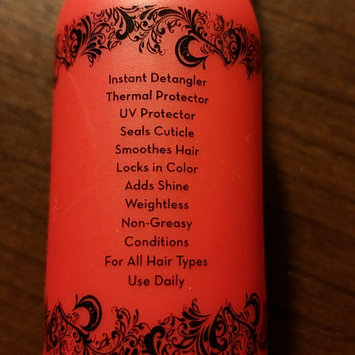 Instant Detangler
Thermal Protector
UV Protector
Seals Cuticle
Smoothes Hair
Locks in Color
Adds Shine
Weightless
Non-Greasy
Conditions
For All Hair Types
Use Daily